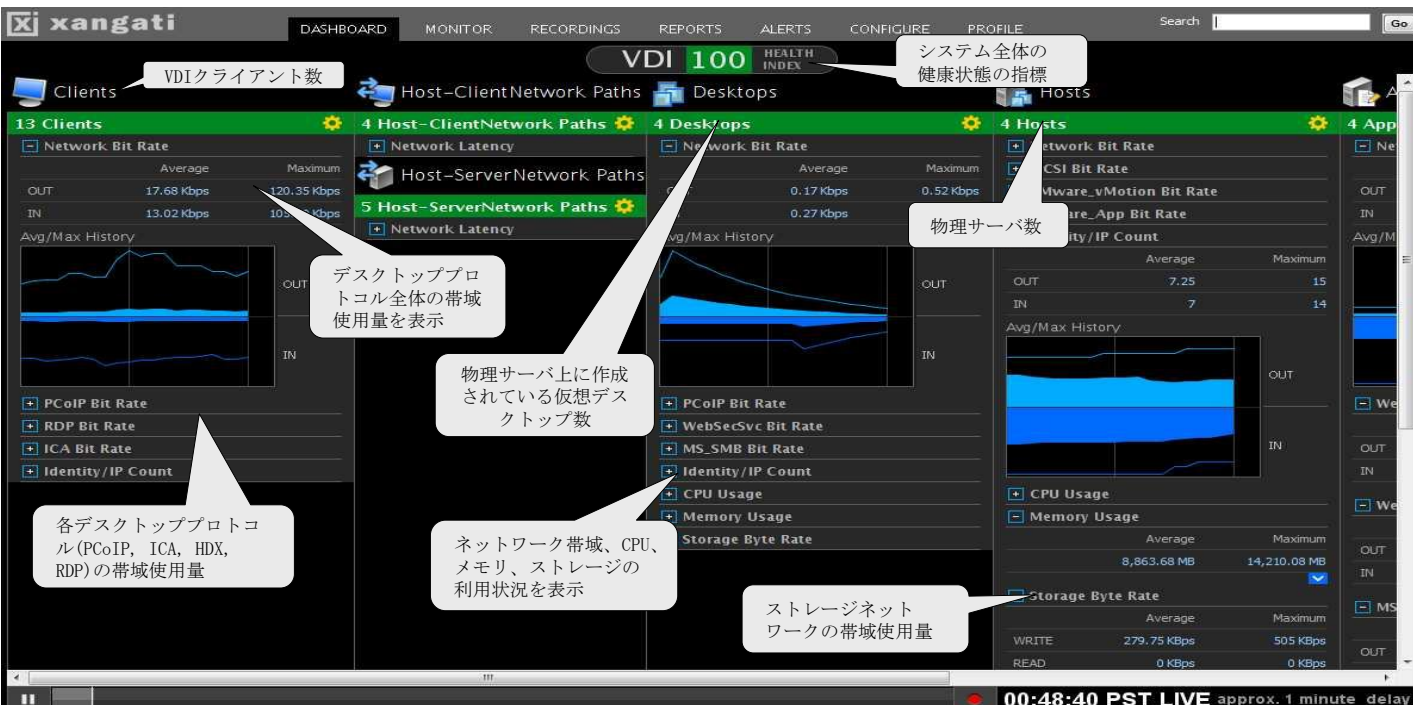 xangati
DASHBOARD MONITOR RECORDINGS REPORTS ALERTS CONFIGURE PROFILE
Search
Go
VDI 100 HEALTH INDEX
システム全体の
健康状態の指標
VDIクライアント数
Clients
Host-ClientNetwork Paths
Desktops
Hosts
13 Clients
Network Bit Rate
Average Maximum
OUT 17.68 Kbps 120.35 Kbps
IN 13.02 Kbps
Avg/Max History
OUT
IN
PCoIP Bit Rate
RDP Bit Rate
ICA Bit Rate
Identity/IP Count
各デスクトッププロトコ
ル(PCoIP, ICA, HDX,
RDP)の帯域使用量
4 Host-ClientNetwork Paths
Network Latency
Host-ServerNetwork Paths
5 Host-ServerNetwork Paths
Network Latency
デスクトッププロ
トコル全体の帯域
使用量を表示
物理サーバ上に作成
されている仮想デス
クトップ数
ネットワーク帯域、CPU、
メモリ、ストレージの
利用状況を表示
4 Desktops
Network Bit Rate
Average Maximum
0.17 Kbps 0.52 Kbps
0.27 Kbps
Avg/Max History
OUT
IN
PCoIP Bit Rate
WebSecSvc Bit Rate
MS_SMB Bit Rate
Identity/IP Count
CPU Usage
Memory Usage
Storage Byte Rate
物理サーバ数
ストレージネット
ワークの帯域使用量
4 Hosts
Network Bit Rate
CSI Bit Rate
Mware_vMotion Bit Rate
are_App Bit Rate
ity/IP Count
Average Maximum
OUT 7.25 15
IN 7 14
Avg/Max History
OUT
IN
CPU Usage
Memory Usage
Average Maximum
8,863.68 MB 14,210.08 MB
Storage Byte Rate
Average Maximum
WRITE 279.75 KBps 505 KBps
READ 0 KBps 0 KBps
4 App
Ne
OUT
IN
Avg/M
We
OUT
IN
We
OUT
IN
MS
OUT
00:48:40 PST LIVE approx. 1 minute delay